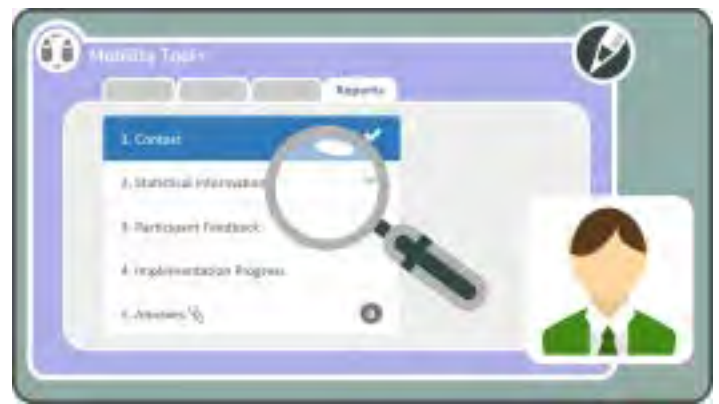 Mobility Tool+
Reports
1. Context
2. Statistical Information
3. Participant Feedback
4. Implementation Progress
5. Annexes